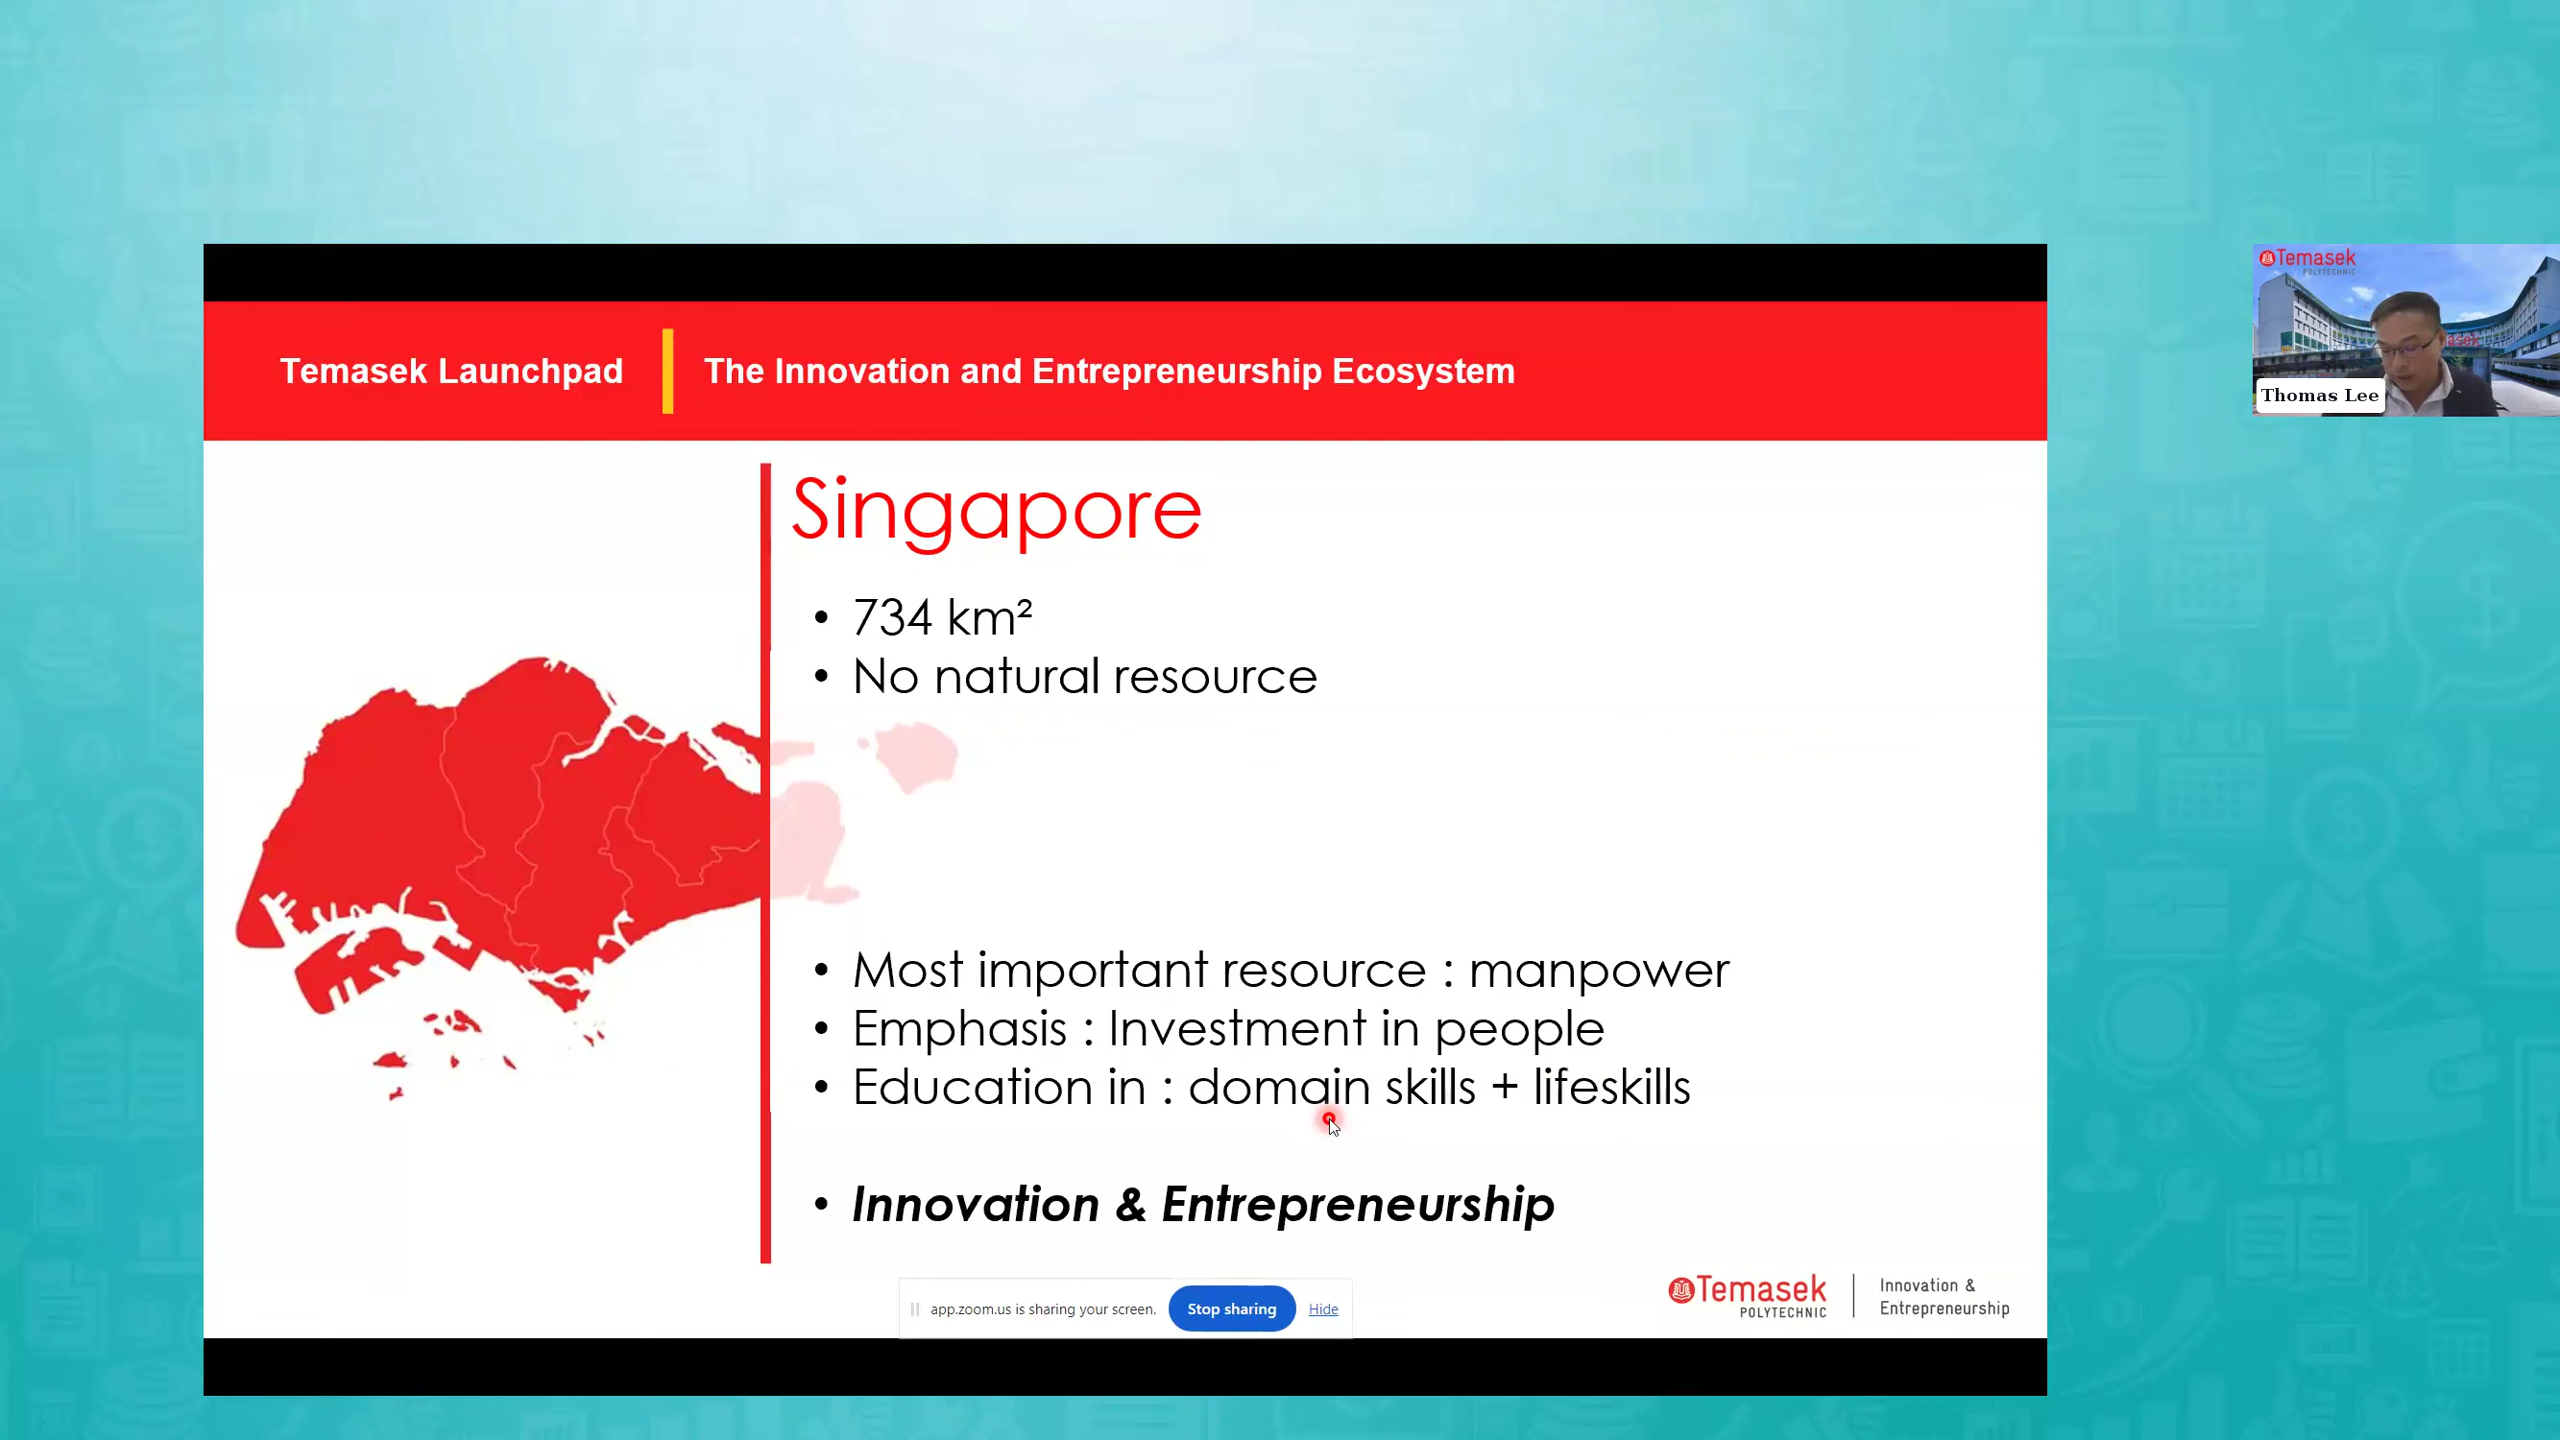 Temasek Launchpad
The Innovation and Entrepreneurship Ecosystem
Temasek
POLYTECHNIC
Thomas Lee
Singapore
• 734 km²
• No natural resource
• Most important resource : manpower
• Emphasis : Investment in people
• Education in : domain skills + lifeskills
• Innovation & Entrepreneurship
app.zoom.us is sharing your screen.
Stop sharing
Hide
Temasek
POLYTECHNIC
Innovation &
Entrepreneurship